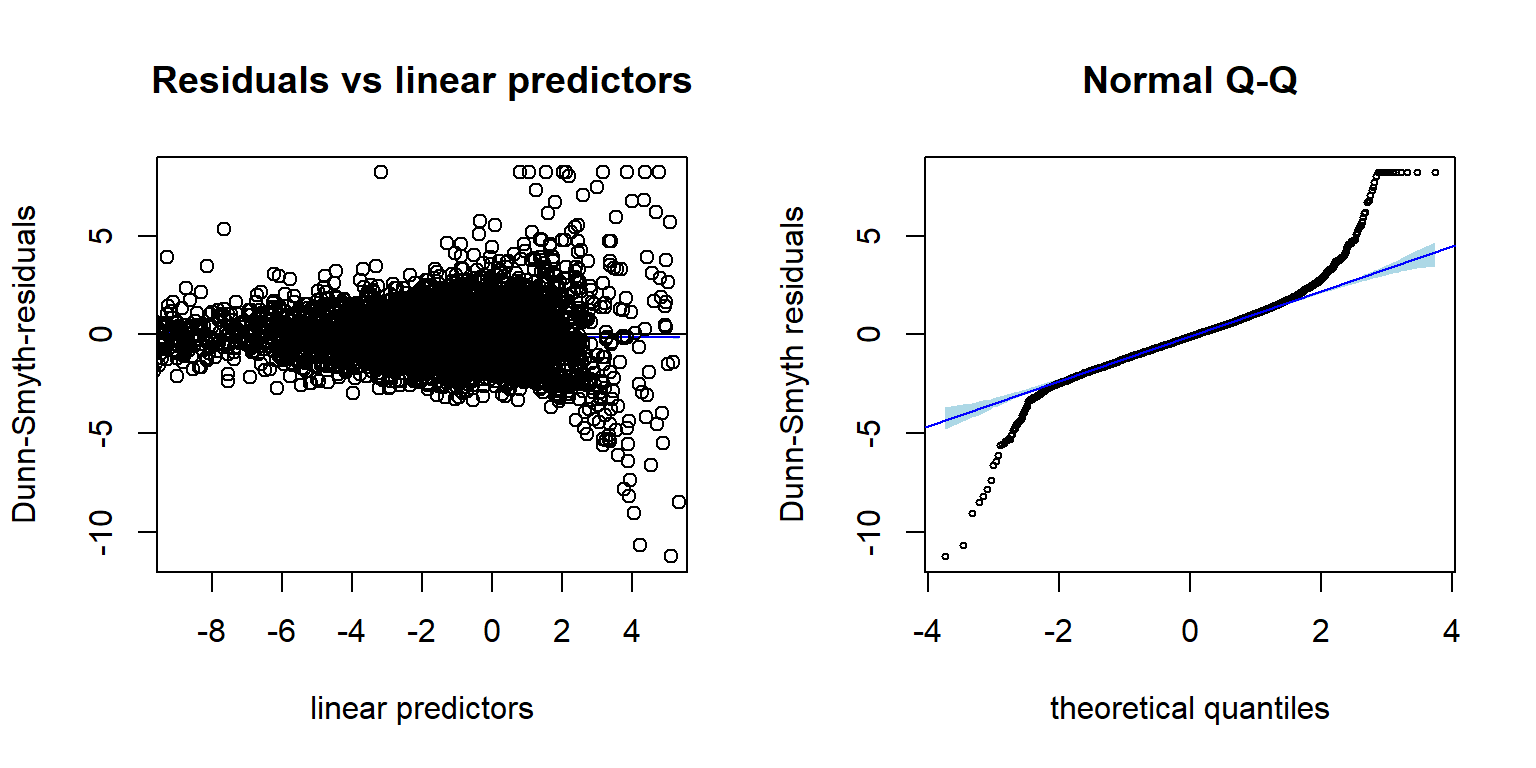 Residuals vs linear predictors
Dunn-Smyth-residuals
5
0
-5
-10
-8 -6 -4 -2 0 2 4
linear predictors
Normal Q-Q
Dunn-Smyth residuals
5
0
-5
-10
-4 -2 0 2 4
theoretical quantiles